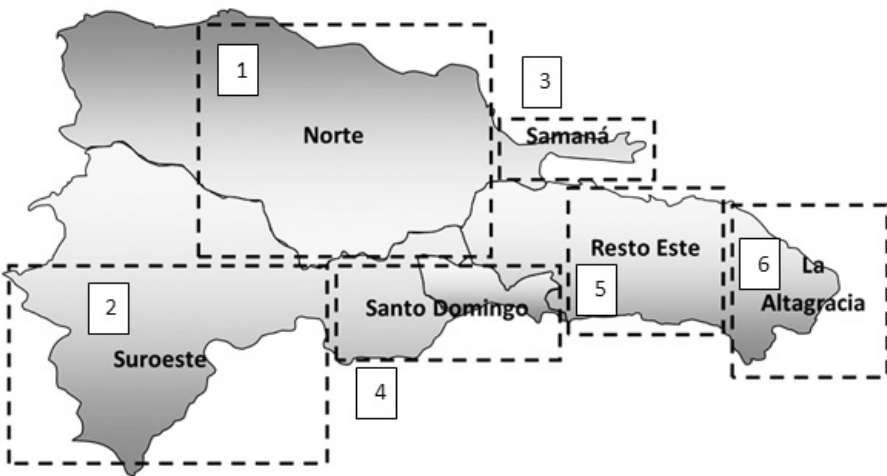 1
3
Norte
Samaná
Resto Este
6
La
2
5
Santo Domingo
Altagracia
Suroeste
4